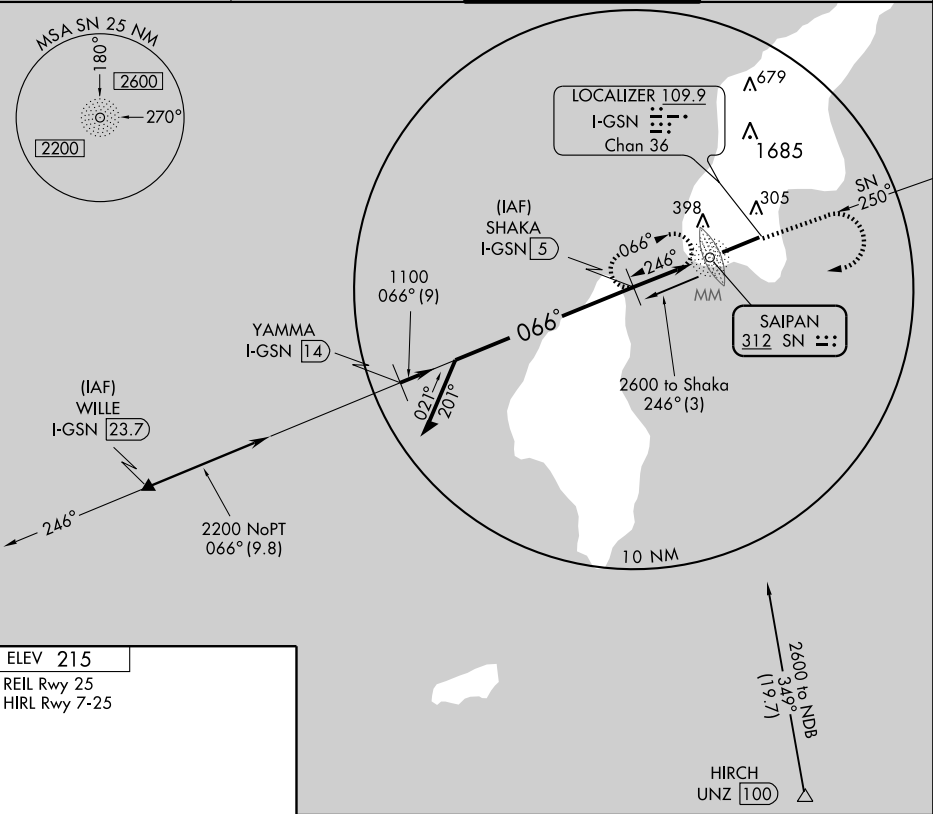 MSA SN 25 NM
180°
2600
270°
2200
LOCALIZER 109.9
I-GSN
Chan 36
679
1685
305
398
SN
250°
(IAF)
SHAKA
I-GSN 5
066°
246°
MM
SAIPAN
312 SN
1100
066° (9)
066°
YAMMA
I-GSN 14
2600 to Shaka
246° (3)
021°
201°
(IAF)
WILLE
I-GSN 23.7
246°
2200 NoPT
066° (9.8)
10 NM
2600 to NDB
349°
(19.7)
HIRCH
UNZ 100
ELEV 215
REIL Rwy 25
HIRL Rwy 7-25